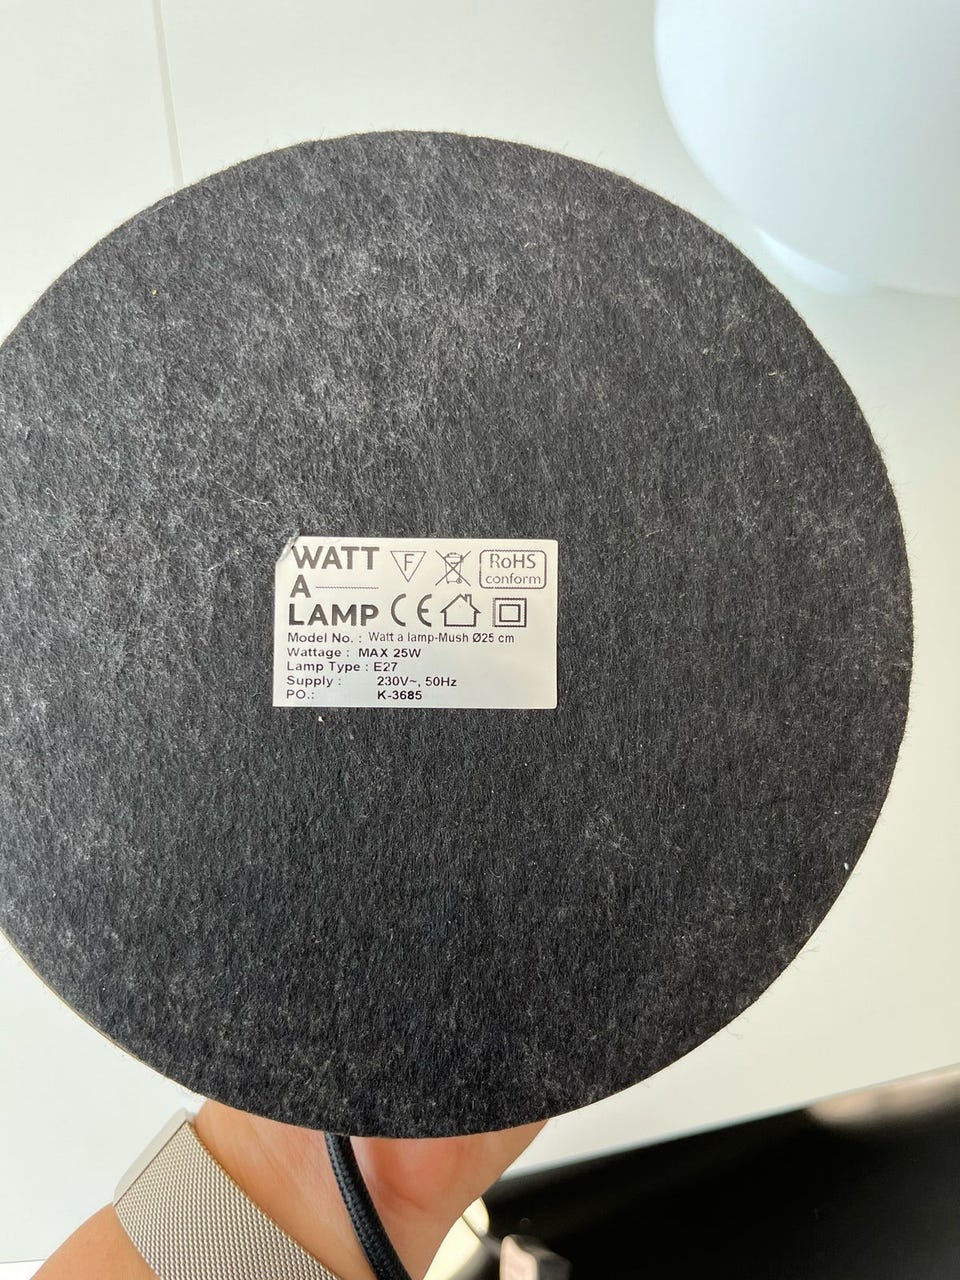 WATT
A
LAMP
F
RoHS
conform
CE
Model No. : Watt a lamp-Mush Ø25 cm
Wattage : MAX 25W
Lamp Type : E27
Supply : 230V~, 50Hz
PO.: K-3685